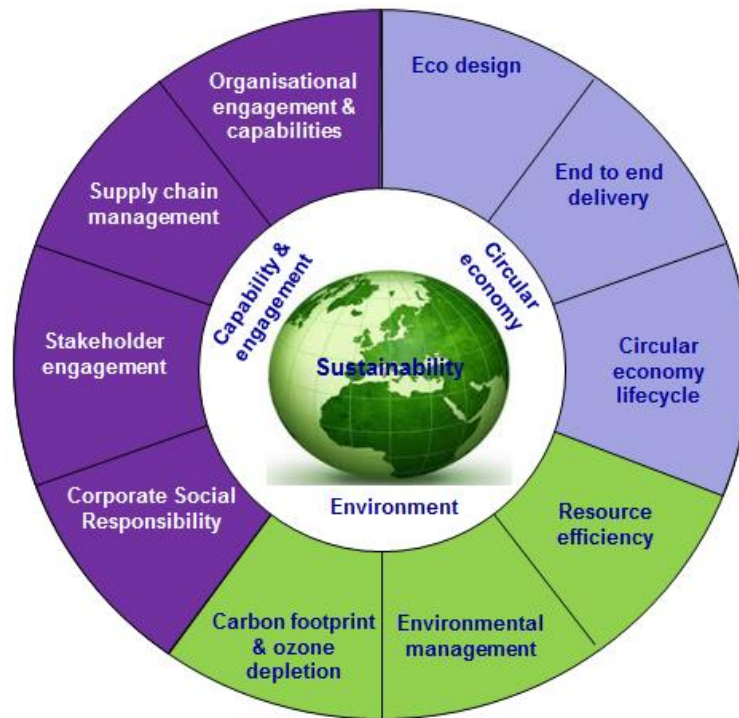 Organisational
engagement &
capabilities
Eco design
End to end
delivery
Circular
economy
lifecycle
Resource
efficiency
Environmental
management
Carbon footprint
& ozone
depletion
Corporate Social
Responsibility
Stakeholder
engagement
Supply chain
management
Capability &
engagement
Circular
economy
Sustainability
Environment